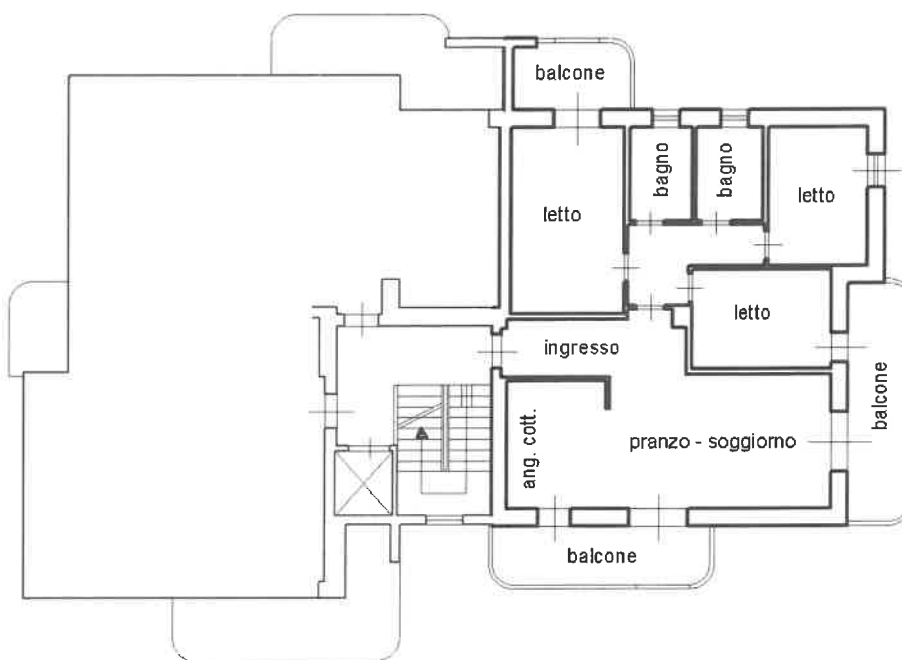 balcone
bagno
bagno
letto
letto
letto
ingresso
balcone
ang. cott.
pranzo - soggiorno
balcone